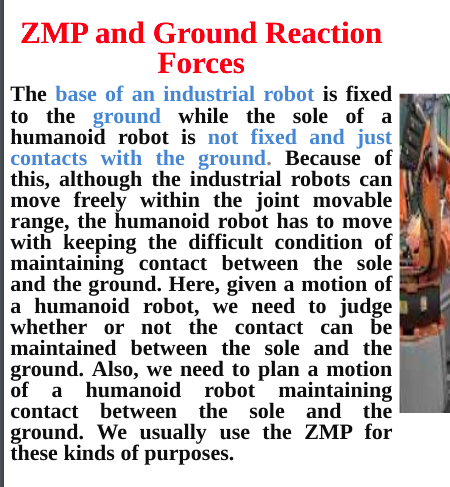 ZMP and Ground Reaction
Forces
The base of an industrial robot is fixed
to the ground while the sole of a
humanoid robot is not fixed and just
contacts with the ground. Because of
this, although the industrial robots can
move freely within the joint movable
range, the humanoid robot has to move
with keeping the difficult condition of
maintaining contact between the sole
and the ground. Here, given a motion of
a humanoid robot, we need to judge
whether or not the contact can be
maintained between the sole and the
ground. Also, we need to plan a motion
of a humanoid robot maintaining
contact between the sole and the
ground. We usually use the ZMP for
these kinds of purposes.